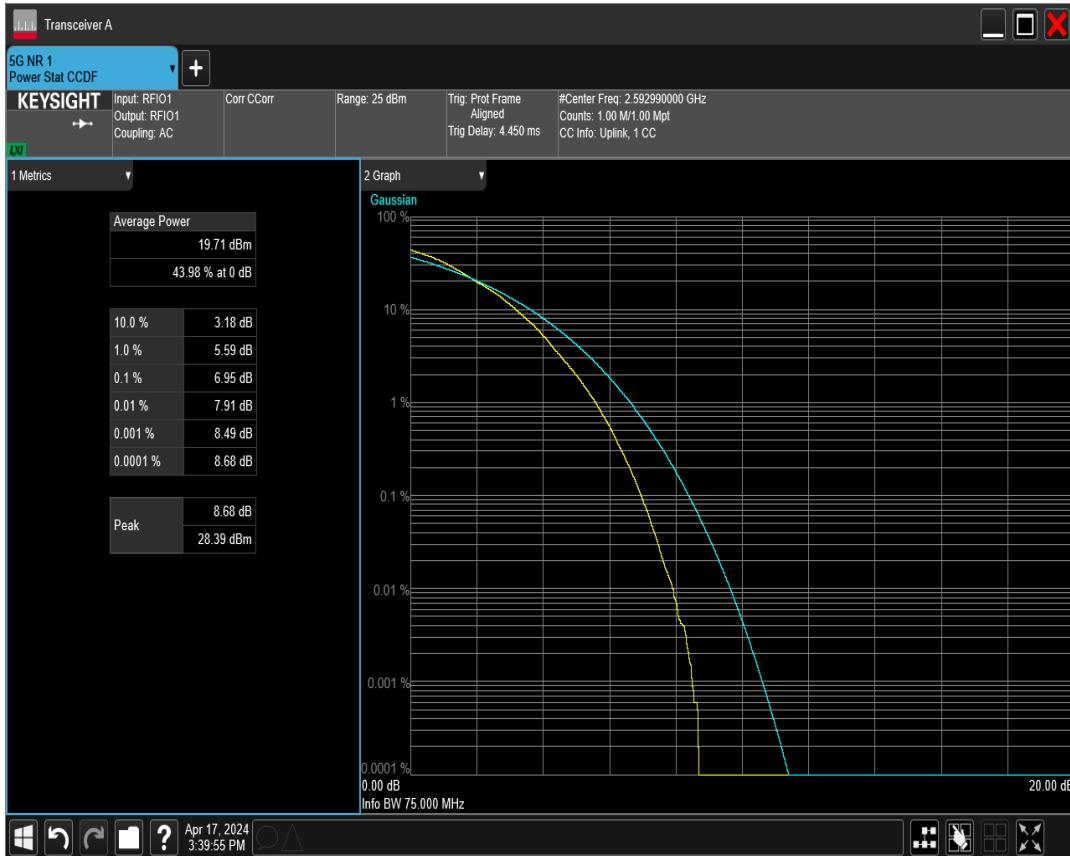 Transceiver A
5G NR 1
Power Stat CCDF
+
KEYSIGHT
LXI
Input: RFIO1
Output: RFIO1
Coupling: AC
Corr CCorr
Range: 25 dBm
Trig: Prot Frame
Aligned
Trig Delay: 4.450 ms
#Center Freq: 2.592990000 GHz
Counts: 1.00 M/1.00 Mpt
CC Info: Uplink, 1 CC
1 Metrics
Average Power
19.71 dBm
43.98 % at 0 dB
10.0 % 3.18 dB
1.0 % 5.59 dB
0.1 % 6.95 dB
0.01 % 7.91 dB
0.001 % 8.49 dB
0.0001 % 8.68 dB
Peak
8.68 dB
28.39 dBm
2 Graph
Gaussian
100 %
10 %
1 %
0.1 %
0.01 %
0.001 %
0.0001 %
0.00 dB 20.00 dB
Info BW 75.000 MHz
?
Apr 17, 2024
3:39:55 PM